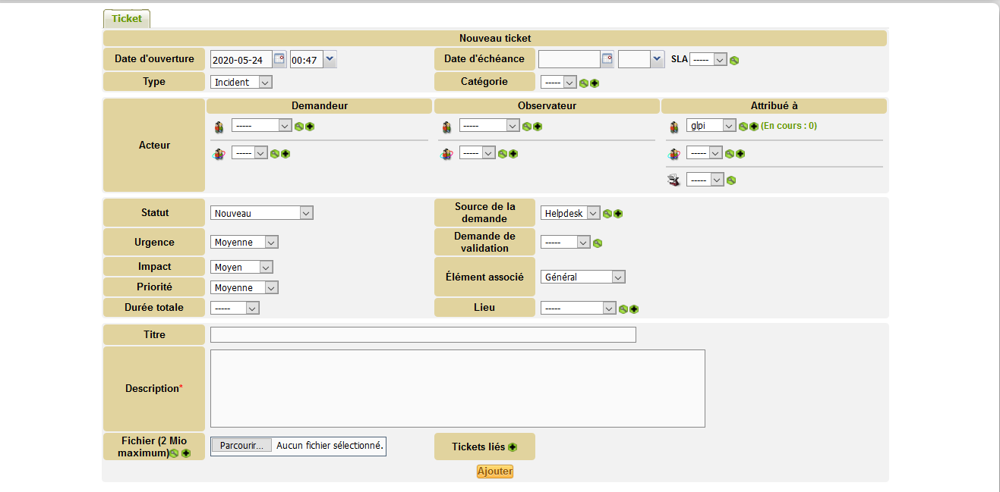 Ticket
Nouveau ticket
Date d'ouverture 2020-05-24 00:47 Date d'échéance SLA -----
Type Incident Catégorie -----
Demandeur Observateur Attribué à
----- ----- glpi (En cours : 0)
Acteur
----- ----- -----
-----
Statut Nouveau Source de la
demande Helpdesk
Urgence Moyenne Demande de
validation -----
Impact Moyen Élément associé Général
Priorité Moyenne
Durée totale ----- Lieu -----
Titre
Description*
Fichier (2 Mio
maximum) Parcourir... Aucun fichier sélectionné. Tickets liés
Ajouter